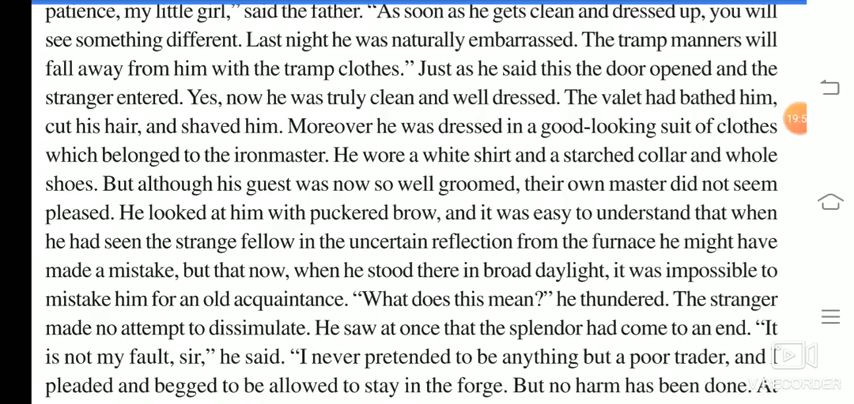 patience, my little girl,” said the father. “As soon as he gets clean and dressed up, you will
see something different. Last night he was naturally embarrassed. The tramp manners will
fall away from him with the tramp clothes.” Just as he said this the door opened and the
stranger entered. Yes, now he was truly clean and well dressed. The valet had bathed him,
cut his hair, and shaved him. Moreover he was dressed in a good-looking suit of clothes
which belonged to the ironmaster. He wore a white shirt and a starched collar and whole
shoes. But although his guest was now so well groomed, their own master did not seem
pleased. He looked at him with puckered brow, and it was easy to understand that when
he had seen the strange fellow in the uncertain reflection from the furnace he might have
made a mistake, but that now, when he stood there in broad daylight, it was impossible to
mistake him for an old acquaintance. “What does this mean?” he thundered. The stranger
made no attempt to dissimulate. He saw at once that the splendor had come to an end. “It
is not my fault, sir,” he said. “I never pretended to be anything but a poor trader, and I
pleaded and begged to be allowed to stay in the forge. But no harm has been done. At
19:5
RECORDER